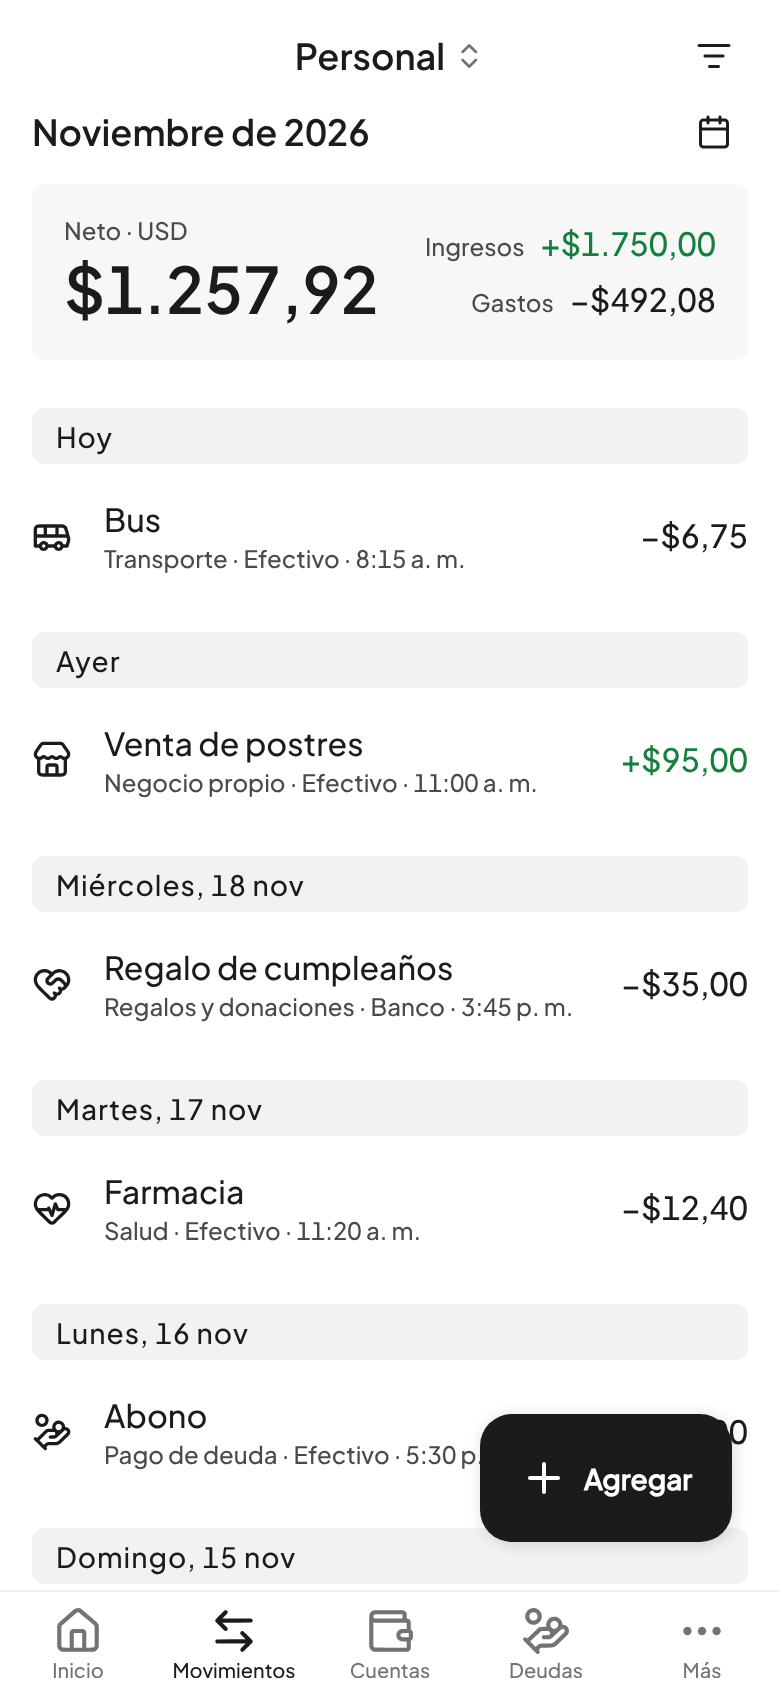 Personal
Noviembre de 2026
Neto · USD
$1.257,92
Ingresos +$1.750,00
Gastos −$492,08
Hoy
Bus
−$6,75
Transporte · Efectivo · 8:15 a. m.
Ayer
Venta de postres
+$95,00
Negocio propio · Efectivo · 11:00 a. m.
Miércoles, 18 nov
Regalo de cumpleaños
−$35,00
Regalos y donaciones · Banco · 3:45 p. m.
Martes, 17 nov
Farmacia
−$12,40
Salud · Efectivo · 11:20 a. m.
Lunes, 16 nov
Abono
Pago de deuda · Efectivo · 5:30 p.
Agregar
Domingo, 15 nov
Inicio
Movimientos
Cuentas
Deudas
Más